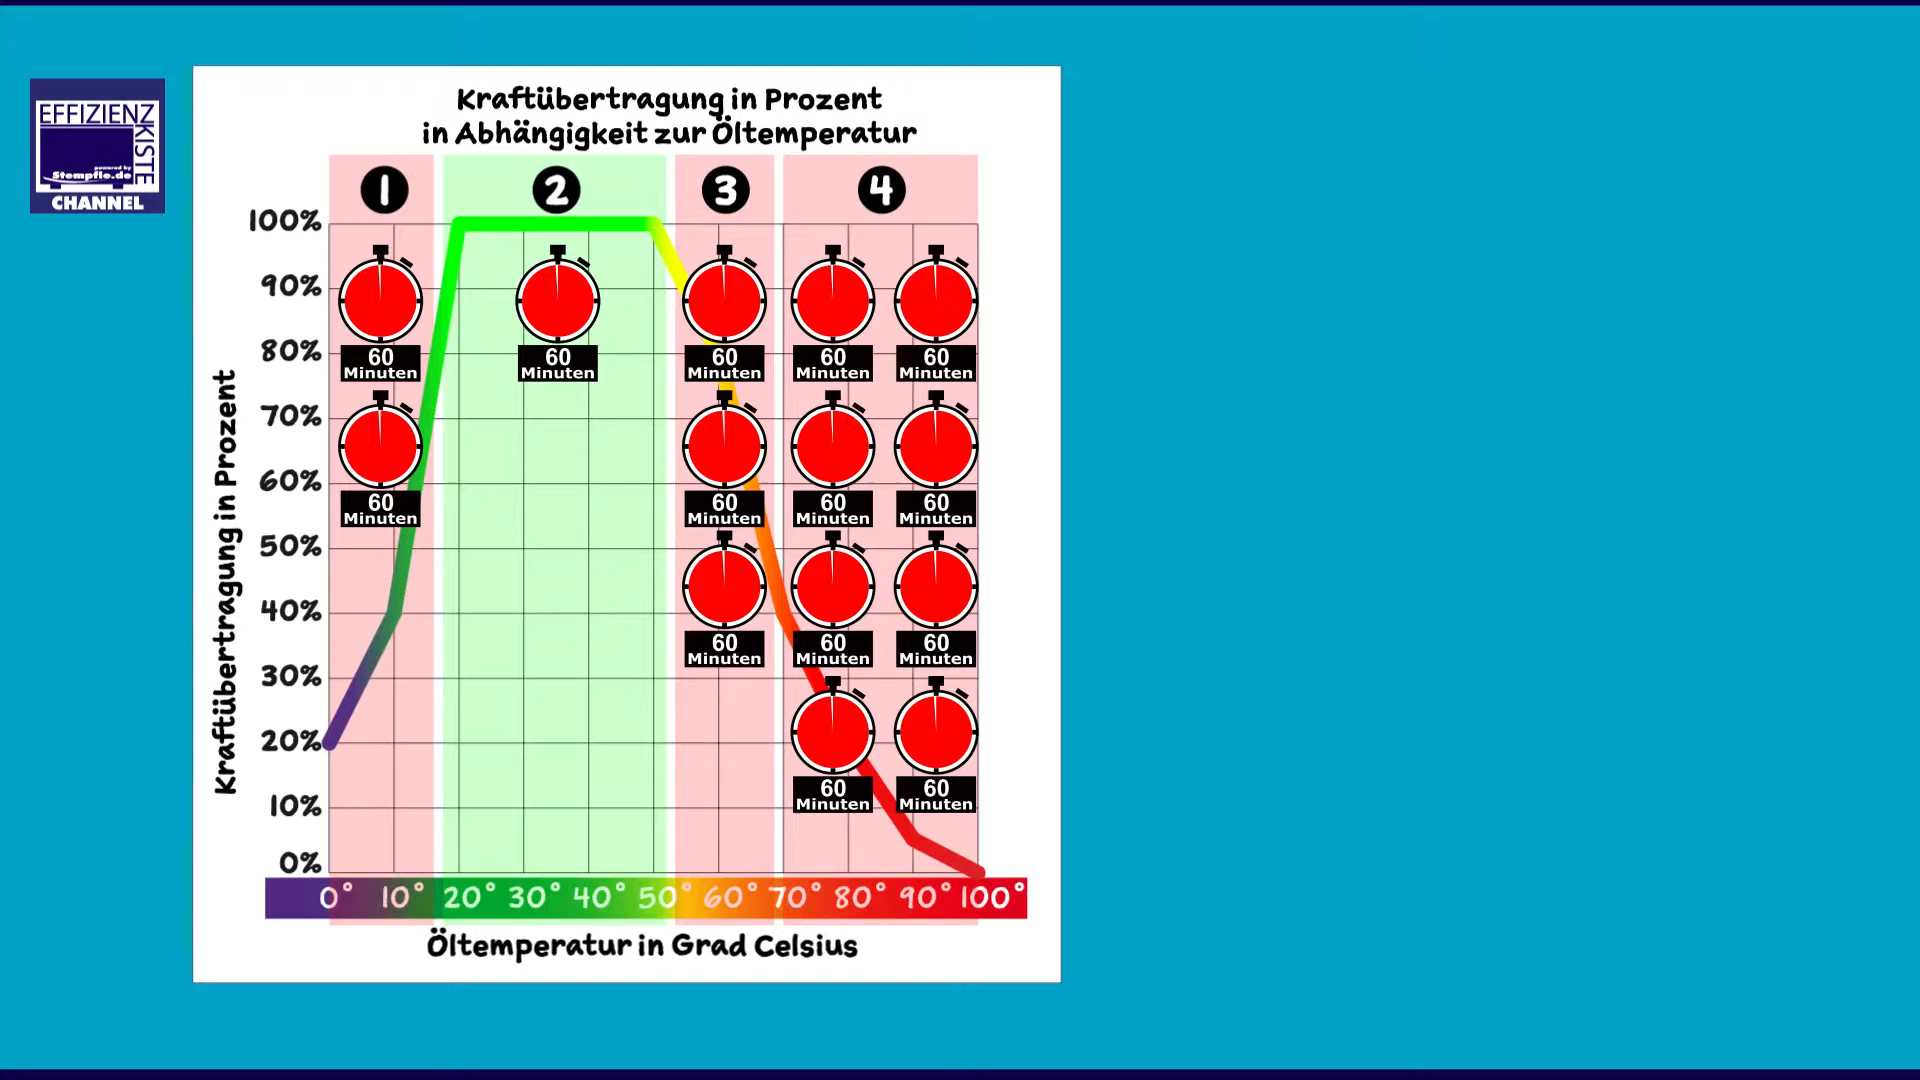 EFFIZIENZ
KISTE
powered by
Stempfle.de
CHANNEL
Kraftübertragung in Prozent
in Abhängigkeit zur Öltemperatur
1 2 3 4
Kraftübertragung in Prozent
100%
90%
80%
70%
60%
50%
40%
30%
20%
10%
0%
60 60 60 60 60
Minuten Minuten Minuten Minuten Minuten
60 60 60 60
Minuten Minuten Minuten Minuten
60 60 60
Minuten Minuten Minuten
60 60
Minuten Minuten
0° 10° 20° 30° 40° 50° 60° 70° 80° 90° 100°
Öltemperatur in Grad Celsius